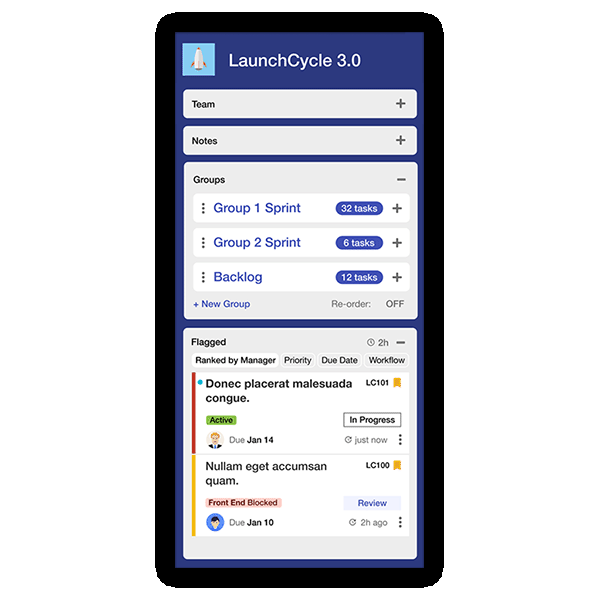 LaunchCycle 3.0
Team +
Notes +
Groups −
Group 1 Sprint 32 tasks +
Group 2 Sprint 6 tasks +
Backlog 12 tasks +
+ New Group Re-order: OFF
Flagged 2h −
Ranked by Manager Priority Due Date Workflow
Donec placerat malesuada LC101
congue.
Active In Progress
Due Jan 14 just now
Nullam eget accumsan LC100
quam.
Front End Blocked Review
Due Jan 10 2h ago